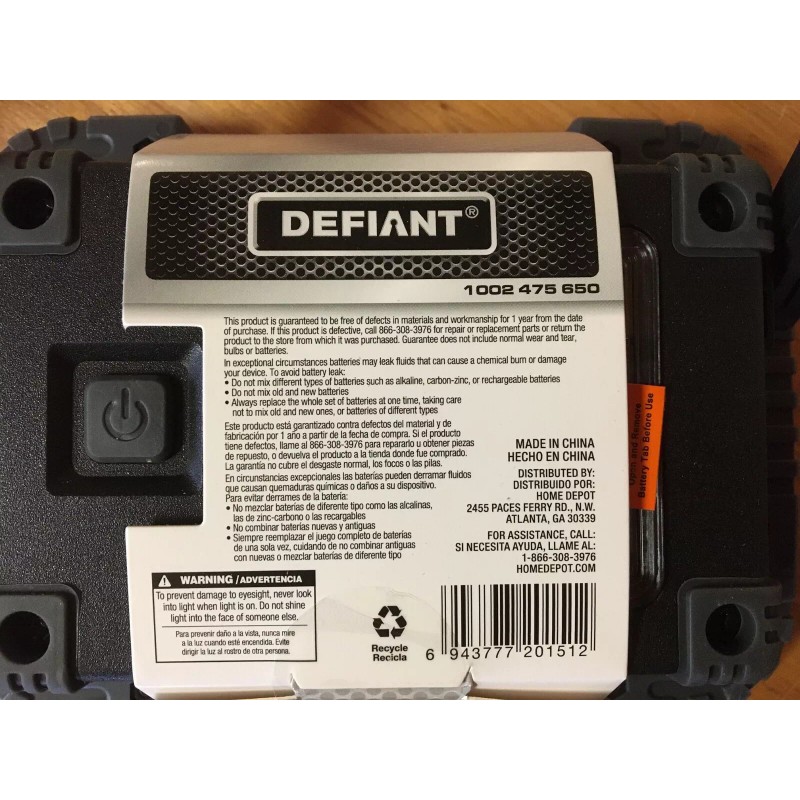 DEFIANT®
1002 475 650
This product is guaranteed to be free of defects in materials and workmanship for 1 year from the date
of purchase. If this product is defective, call 866-308-3976 for repair or replacement parts or return the
product to the store from which it was purchased. Guarantee does not include normal wear and tear,
bulbs or batteries.
In exceptional circumstances batteries may leak fluids that can cause a chemical burn or damage
your device. To avoid battery leak:
• Do not mix different types of batteries such as alkaline, carbon-zinc, or rechargeable batteries
• Do not mix old and new batteries
• Always replace the whole set of batteries at one time, taking care
not to mix old and new ones, or batteries of different types
Este producto está garantizado contra defectos del material y de
fabricación por 1 año a partir de la fecha de compra. Si el producto
tiene defectos, llame al 866-308-3976 para repararlo u obtener piezas
de repuesto, o devuelva el producto a la tienda donde fue comprado.
La garantía no cubre el desgaste normal, los focos o las pilas.
En circunstancias excepcionales las baterías pueden derramar fluidos
que causan quemaduras químicas o daños a su dispositivo.
Para evitar derrames de la batería:
• No mezclar baterías de diferente tipo como las alcalinas,
las de zinc-carbono o las recargables
• No combinar baterías nuevas y antiguas
• Siempre reemplazar el juego completo de baterías
de una sola vez, cuidando de no combinar antiguas
con nuevas o mezclar baterías de diferente tipo
MADE IN CHINA
HECHO EN CHINA
DISTRIBUTED BY:
DISTRIBUIDO POR:
HOME DEPOT
2455 PACES FERRY RD., N.W.
ATLANTA, GA 30339
FOR ASSISTANCE, CALL:
SI NECESITA AYUDA, LLAME AL:
1-866-308-3976
HOMEDEPOT.COM
Open and Remove
Battery Tab Before Use
WARNING / ADVERTENCIA
To prevent damage to eyesight, never look
into light when light is on. Do not shine
light into the face of someone else.
Para prevenir daño a la vista, nunca mire
a la luz cuando esté encendida. Evite
dirigir la luz al rostro de otra persona.
Recycle
Recicla
6 943777 201512